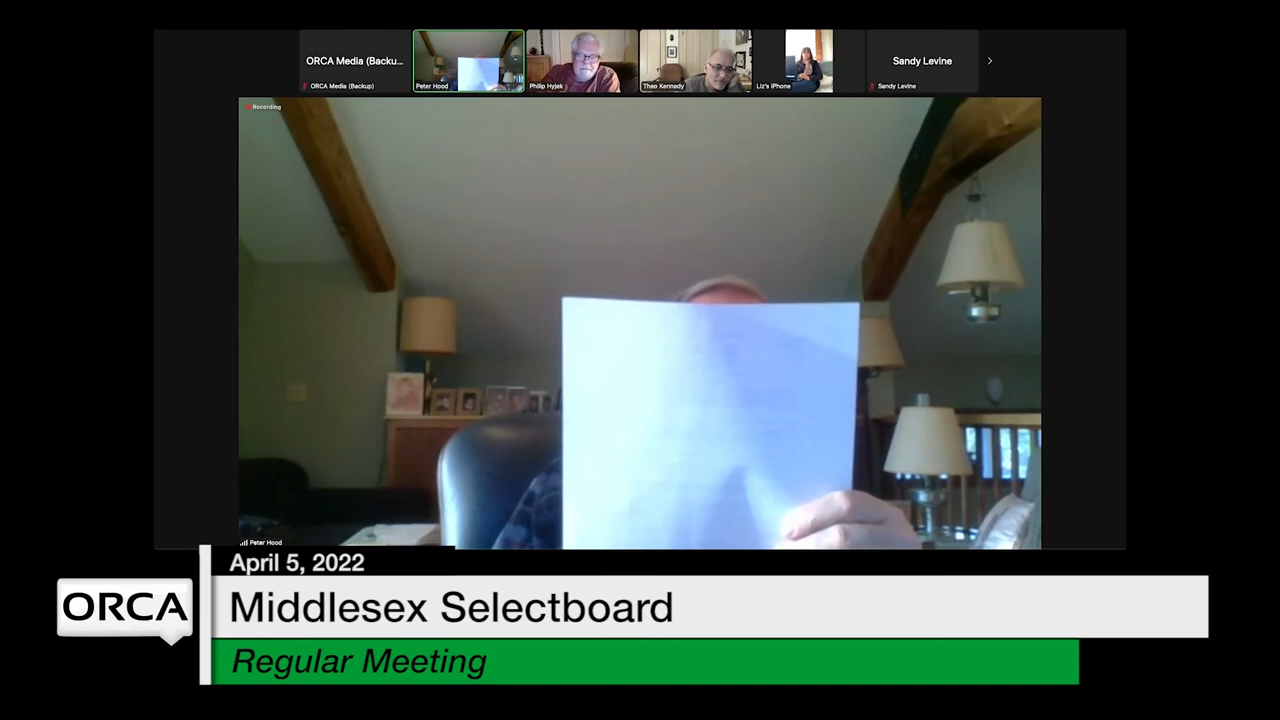 ORCA Media (Backu...
Sandy Levine
ORCA Media (Backup)
Peter Hood
Philip Hyjek
Theo Kennedy
Liz's iPhone
Sandy Levine
Recording
Peter Hood
April 5, 2022
ORCA
Middlesex Selectboard
Regular Meeting